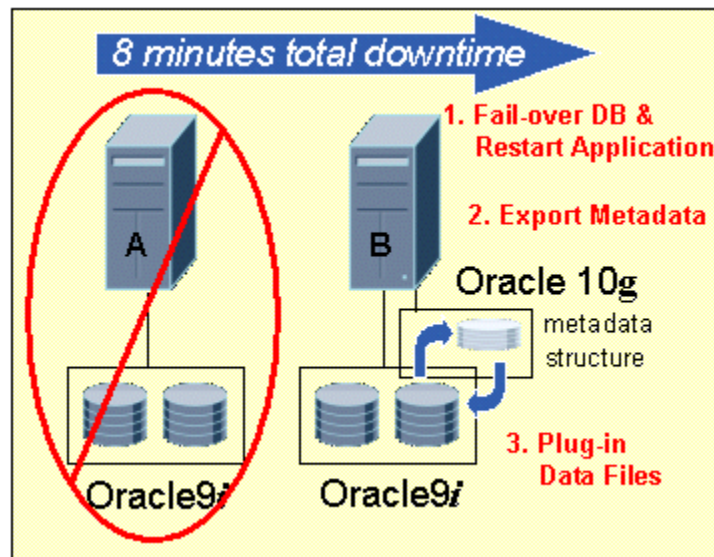 8 minutes total downtime
1. Fail-over DB &
Restart Application
A
B
2. Export Metadata
Oracle 10g
metadata
structure
3. Plug-in
Data Files
Oracle9i
Oracle9i